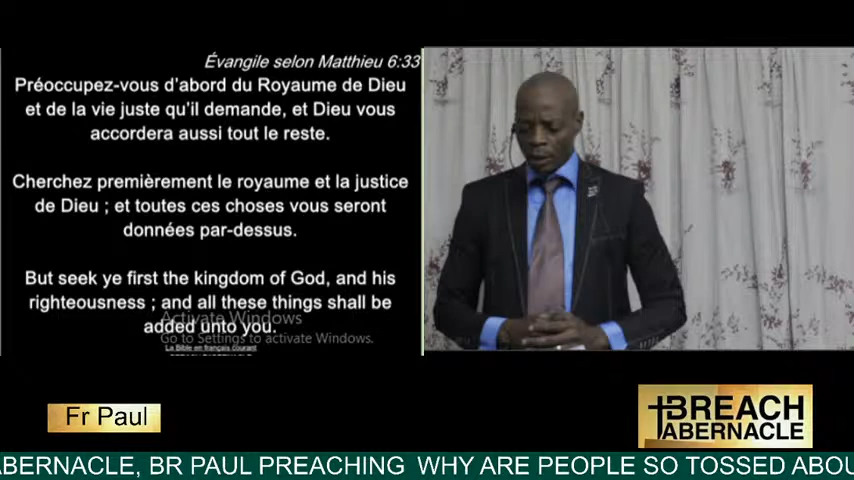 Évangile selon Matthieu 6:33
Préoccupez-vous d'abord du Royaume de Dieu
et de la vie juste qu'il demande, et Dieu vous
accordera aussi tout le reste.
Cherchez premièrement le royaume et la justice
de Dieu ; et toutes ces choses vous seront
données par-dessus.
But seek ye first the kingdom of God, and his
righteousness ; and all these things shall be
added unto you.
Activate Windows
Go to Settings to activate Windows.
La Bible en français courant
Fr Paul
BREACH
TABERNACLE
ABERNACLE, BR PAUL PREACHING WHY ARE PEOPLE SO TOSSED ABOU